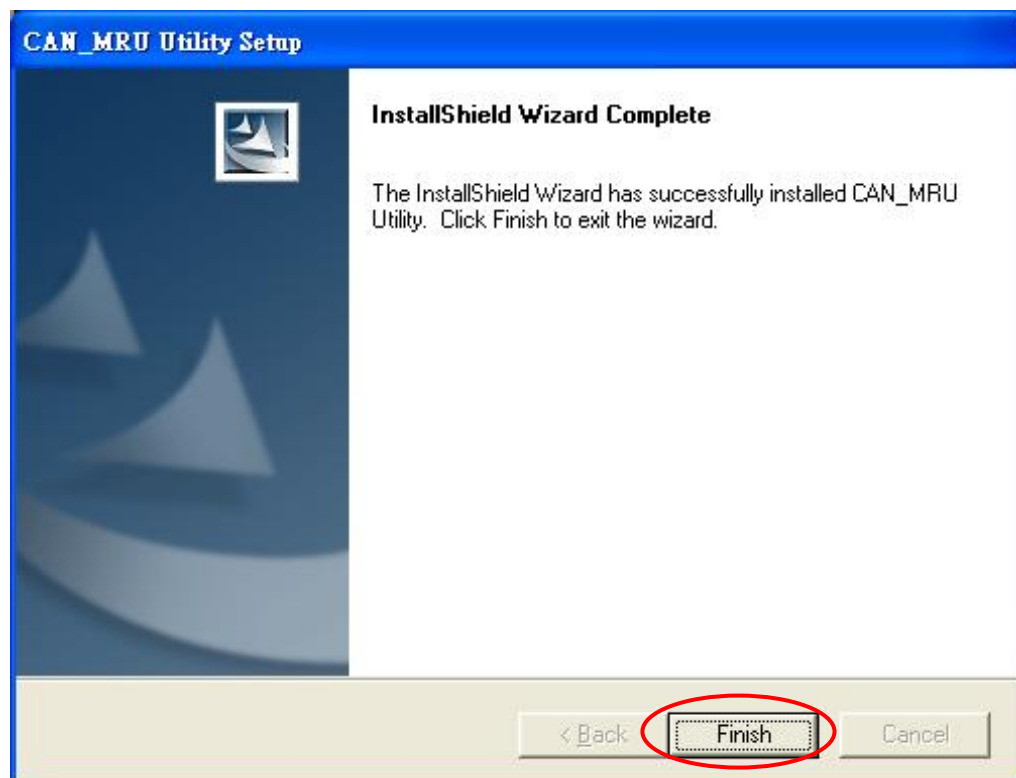 CAN_MRU Utility Setup
InstallShield Wizard Complete
The InstallShield Wizard has successfully installed CAN_MRU
Utility. Click Finish to exit the wizard.
< Back
Finish
Cancel